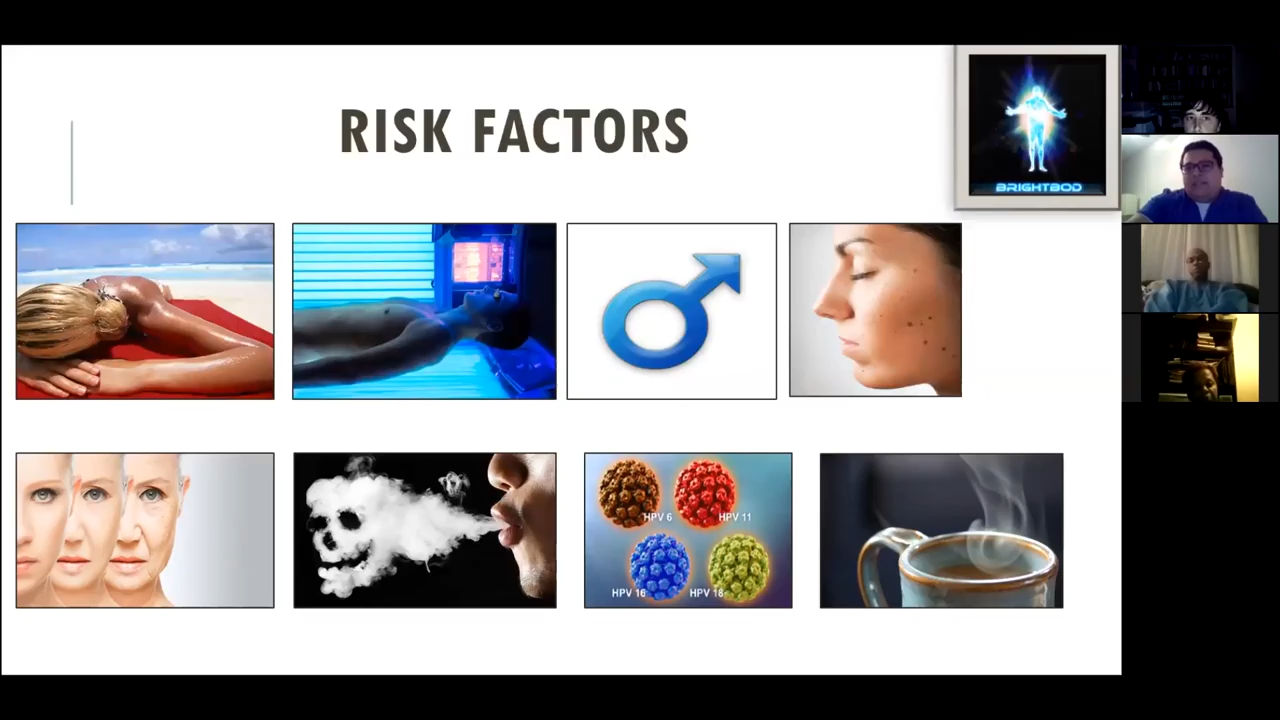 RISK FACTORS
BRIGHTBOD
HPV 6
HPV 11
HPV 16
HPV 18